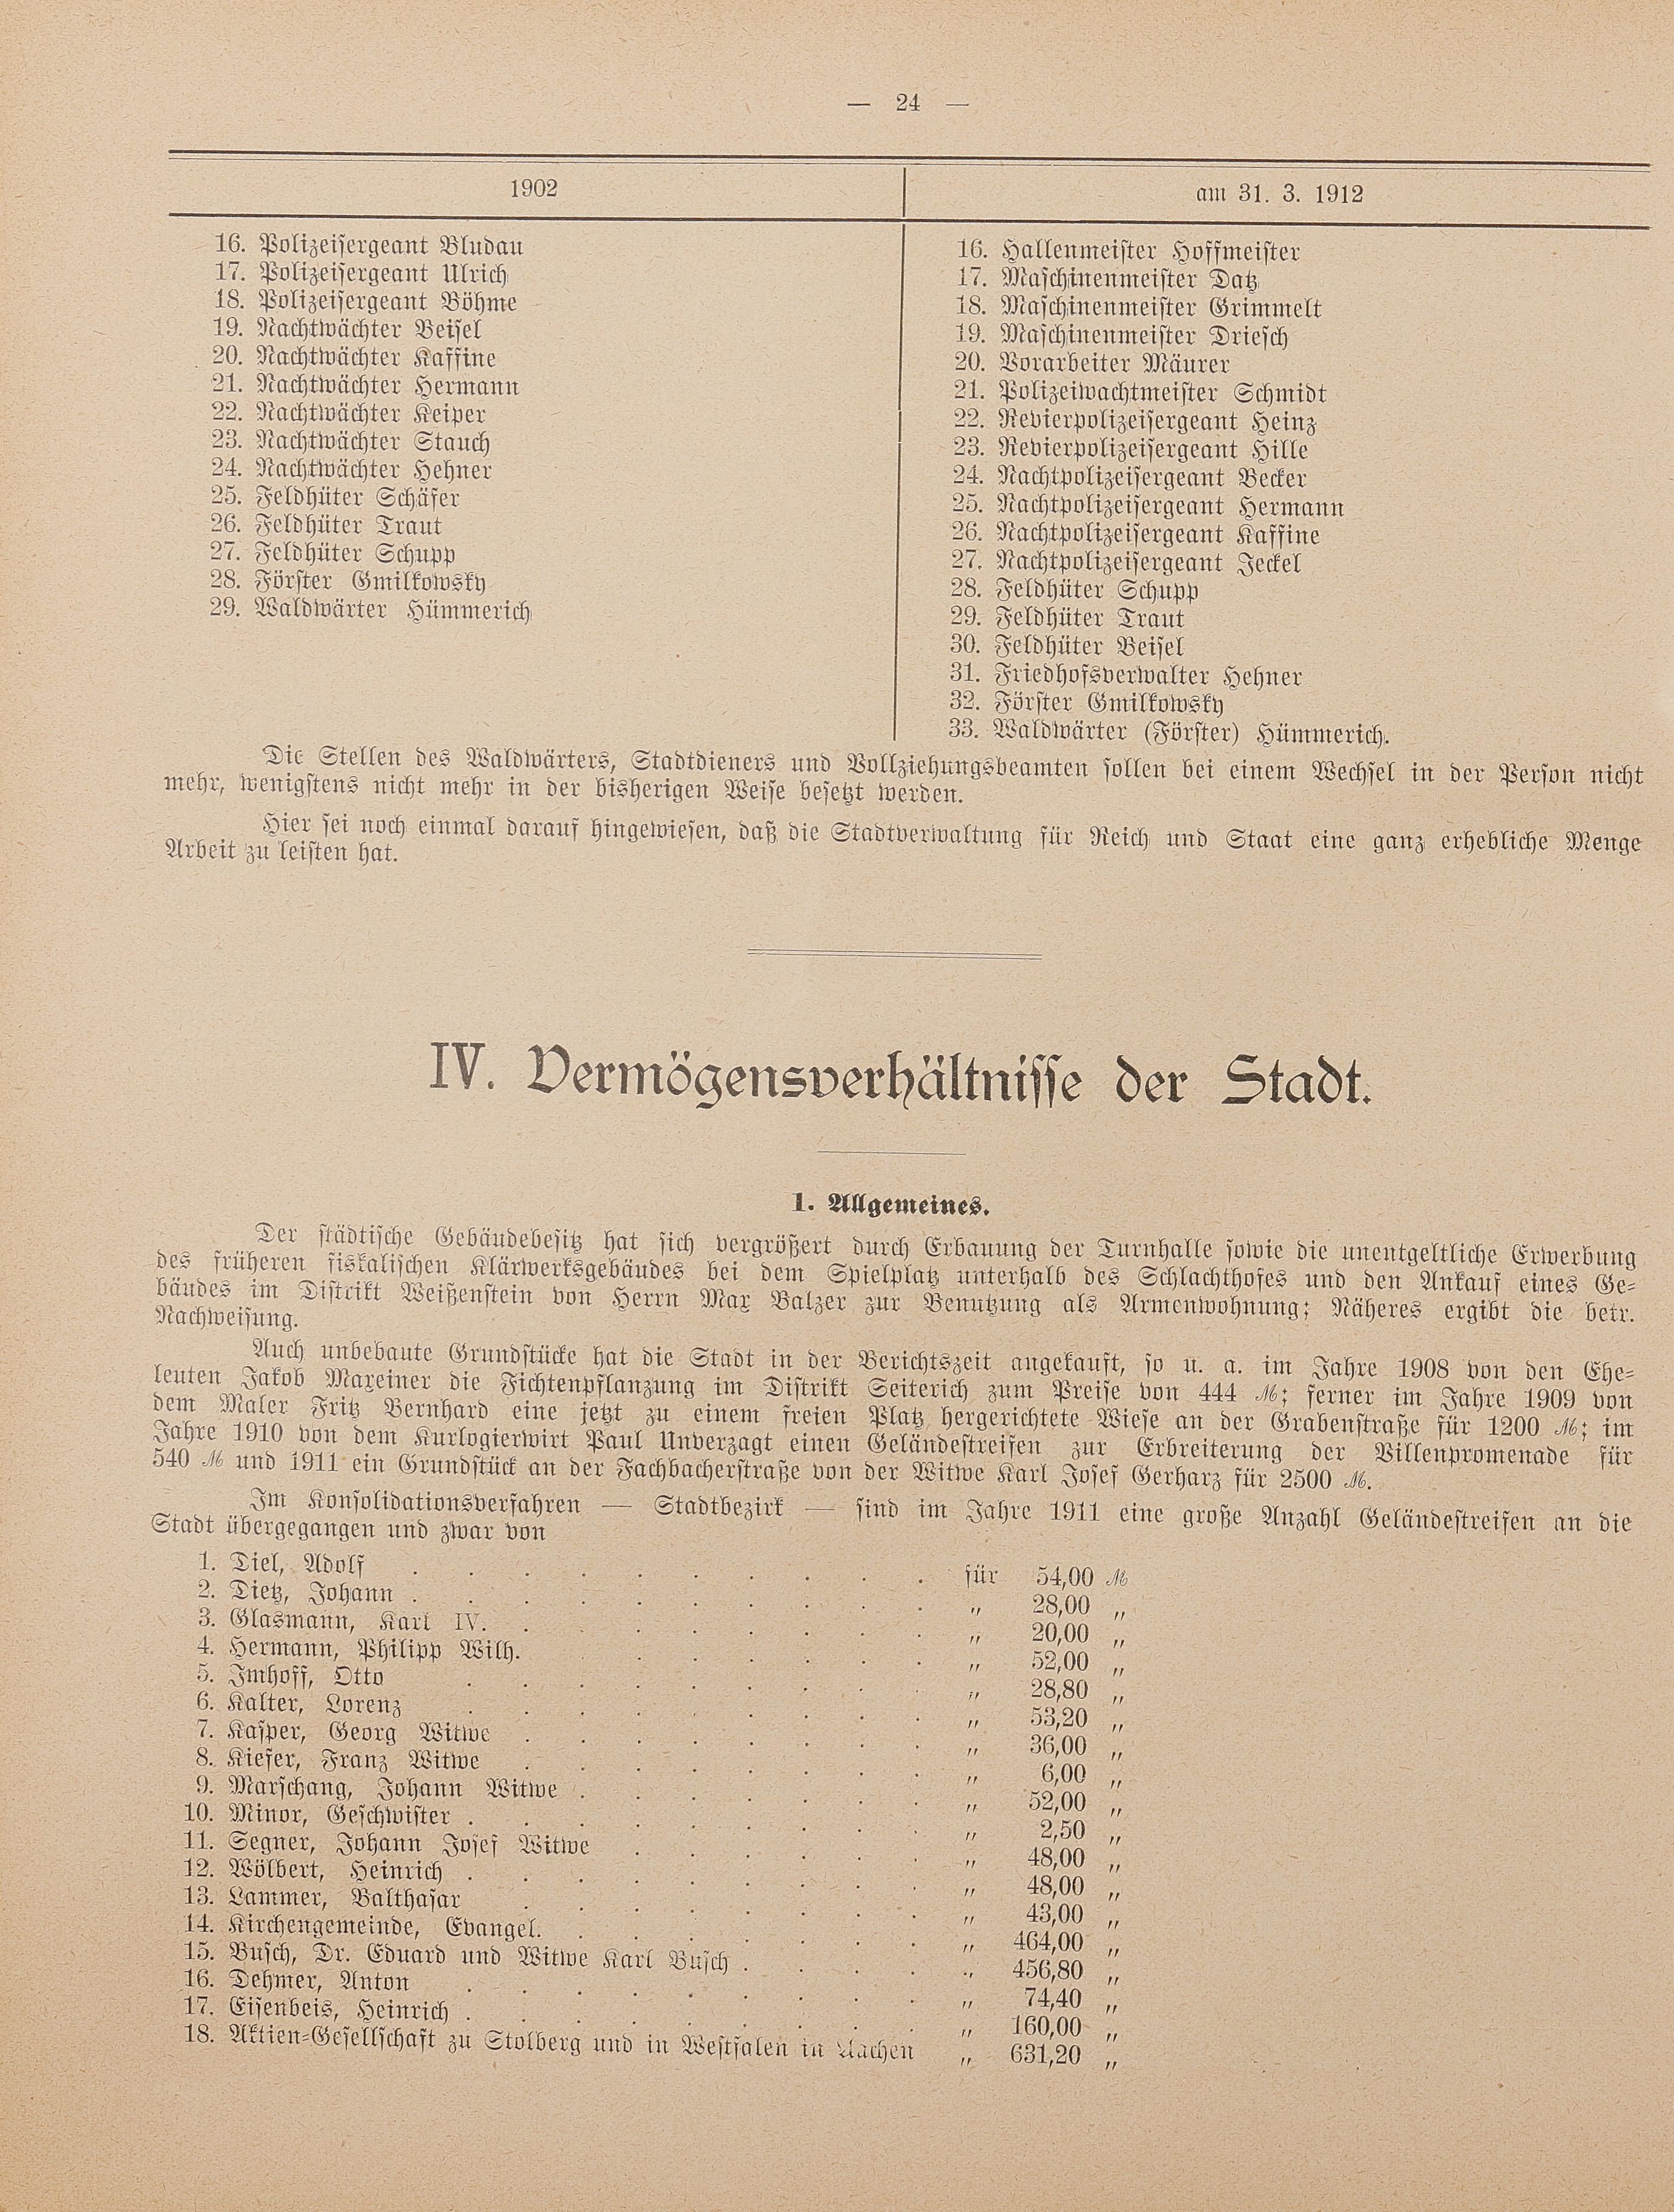 — 24 —
1902
am 31. 3. 1912
16. Polizeisergeant Bludau
17. Polizeisergeant Ulrich
18. Polizeisergeant Böhme
19. Nachtwächter Beisel
20. Nachtwächter Kaffine
21. Nachtwächter Hermann
22. Nachtwächter Keiper
23. Nachtwächter Stauch
24. Nachtwächter Hehner
25. Feldhüter Schäfer
26. Feldhüter Traut
27. Feldhüter Schupp
28. Förster Gmilkowsky
29. Waldwärter Hümmerich
16. Hallenmeister Hoffmeister
17. Maschinenmeister Datz
18. Maschinenmeister Grimmelt
19. Maschinenmeister Driesch
20. Vorarbeiter Mäurer
21. Polizeiwachtmeister Schmidt
22. Revierpolizeisergeant Heinz
23. Revierpolizeisergeant Hille
24. Nachtpolizeisergeant Becker
25. Nachtpolizeisergeant Hermann
26. Nachtpolizeisergeant Kaffine
27. Nachtpolizeisergeant Jeckel
28. Feldhüter Schupp
29. Feldhüter Traut
30. Feldhüter Beisel
31. Friedhofsverwalter Hehner
32. Förster Gmilkowsky
33. Waldwärter (Förster) Hümmerich.
Die Stellen des Waldwärters, Stadtdieners und Vollziehungsbeamten sollen bei einem Wechsel in der Person nicht
mehr, wenigstens nicht mehr in der bisherigen Weise besetzt werden.
Hier sei noch einmal darauf hingewiesen, daß die Stadtverwaltung für Reich und Staat eine ganz erhebliche Menge
Arbeit zu leisten hat.
IV. Vermögensverhältnisse der Stadt.
1. Allgemeines.
Der städtische Gebäudebesitz hat sich vergrößert durch Erbauung der Turnhalle sowie die unentgeltliche Erwerbung
des früheren fiskalischen Klärwerksgebäudes bei dem Spielplatz unterhalb des Schlachthofes und den Ankauf eines Ge-
bäudes im Distrikt Weißenstein von Herrn Max Balzer zur Benutzung als Armenwohnung; Näheres ergibt die betr.
Nachweisung.
Auch unbebaute Grundstücke hat die Stadt in der Berichtszeit angekauft, so u. a. im Jahre 1908 von den Ehe-
leuten Jakob Maxeiner die Fichtenpflanzung im Distrikt Seiterich zum Preise von 444 ℳ; ferner im Jahre 1909 von
dem Maler Fritz Bernhard eine jetzt zu einem freien Platz hergerichtete Wiese an der Grabenstraße für 1200 ℳ; im
Jahre 1910 von dem Kurlogierwirt Paul Unverzagt einen Geländestreifen zur Erbreiterung der Villenpromenade für
540 ℳ und 1911 ein Grundstück an der Fachbacherstraße von der Witwe Karl Josef Gerharz für 2500 ℳ.
Im Konsolidationsverfahren — Stadtbezirk — sind im Jahre 1911 eine große Anzahl Geländestreifen an die
Stadt übergegangen und zwar von
1. Diel, Adolf . . . . . . . . . . für 54,00 ℳ
2. Dietz, Johann . . . . . . . . . . „ 28,00 „
3. Glasmann, Karl IV. . . . . . . . . „ 20,00 „
4. Hermann, Philipp Wilh. . . . . . . „ 52,00 „
5. Imhoff, Otto . . . . . . . . . „ 28,80 „
6. Kalter, Lorenz . . . . . . . . . „ 53,20 „
7. Kasper, Georg Witwe . . . . . . . . „ 36,00 „
8. Kiefer, Franz Witwe . . . . . . . . „ 6,00 „
9. Marschang, Johann Witwe . . . . . . . „ 52,00 „
10. Minor, Geschwister . . . . . . . . . „ 2,50 „
11. Segner, Johann Josef Witwe . . . . . . „ 48,00 „
12. Wölbert, Heinrich . . . . . . . . . „ 48,00 „
13. Lammer, Balthasar . . . . . . . . „ 43,00 „
14. Kirchengemeinde, Evangel. . . . . . . . „ 464,00 „
15. Busch, Dr. Eduard und Witwe Karl Busch . . . . „ 456,80 „
16. Dehmer, Anton . . . . . . . . . „ 74,40 „
17. Eisenbeis, Heinrich . . . . . . . . . „ 160,00 „
18. Aktien-Gesellschaft zu Stolberg und in Westfalen in Aachen „ 631,20 „